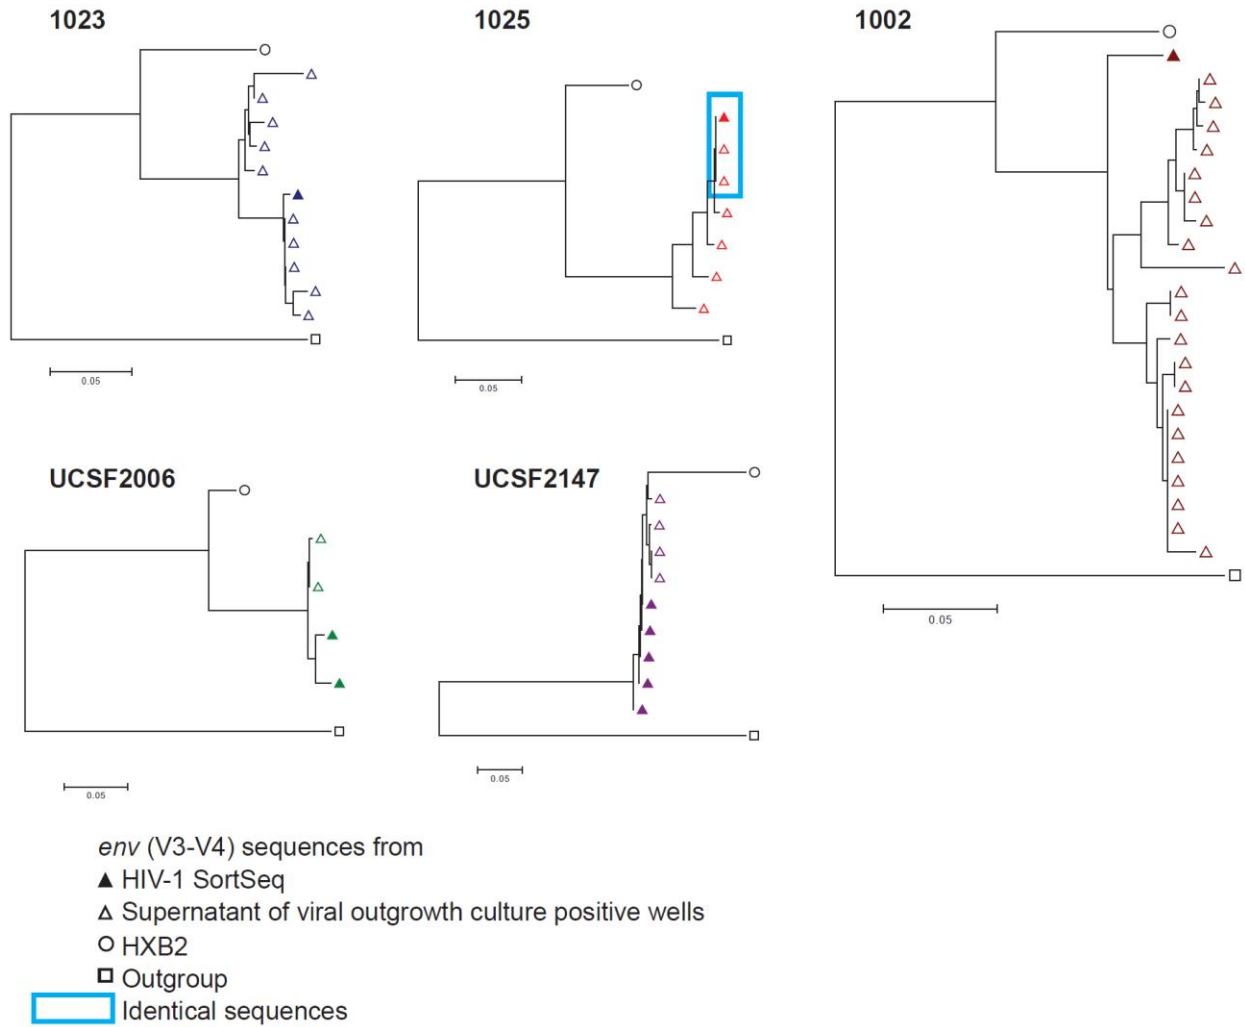 1023
1025
1002
0.05
0.05
0.05
UCSF2006
UCSF2147
0.05
0.05
env (V3-V4) sequences from
HIV-1 SortSeq
Supernatant of viral outgrowth culture positive wells
HXB2
Outgroup
Identical sequences